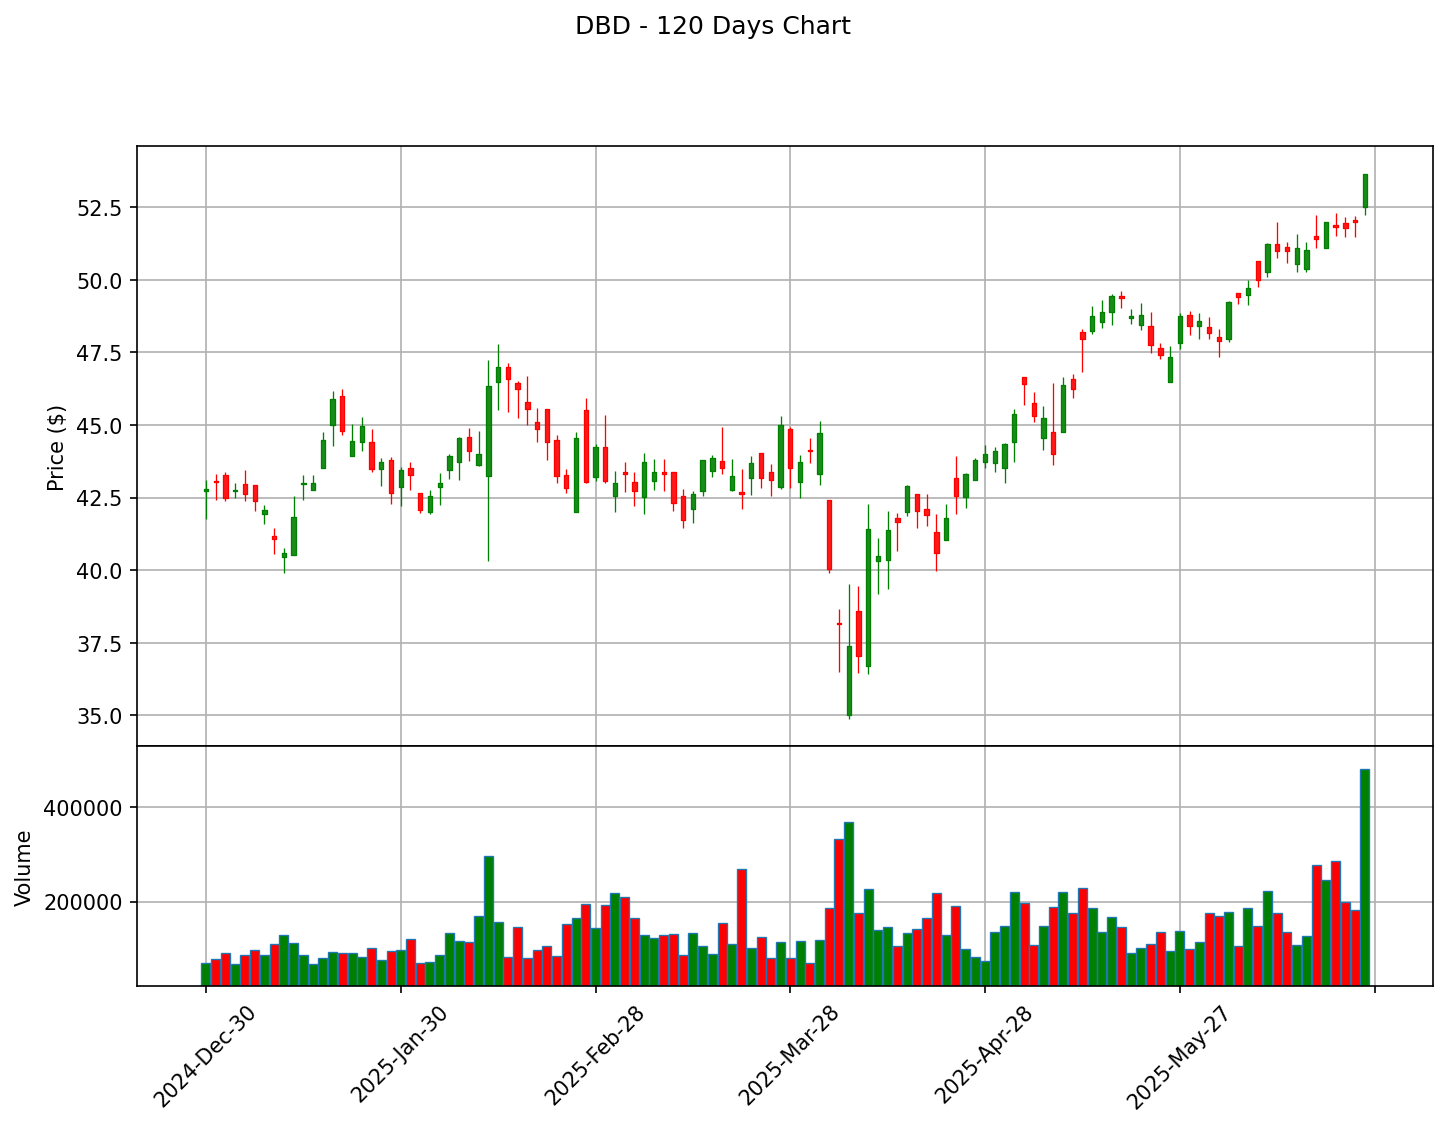 DBD - 120 Days Chart
Price ($)
52.5
50.0
47.5
45.0
42.5
40.0
37.5
35.0
Volume
400000
200000
2024-Dec-30
2025-Jan-30
2025-Feb-28
2025-Mar-28
2025-Apr-28
2025-May-27